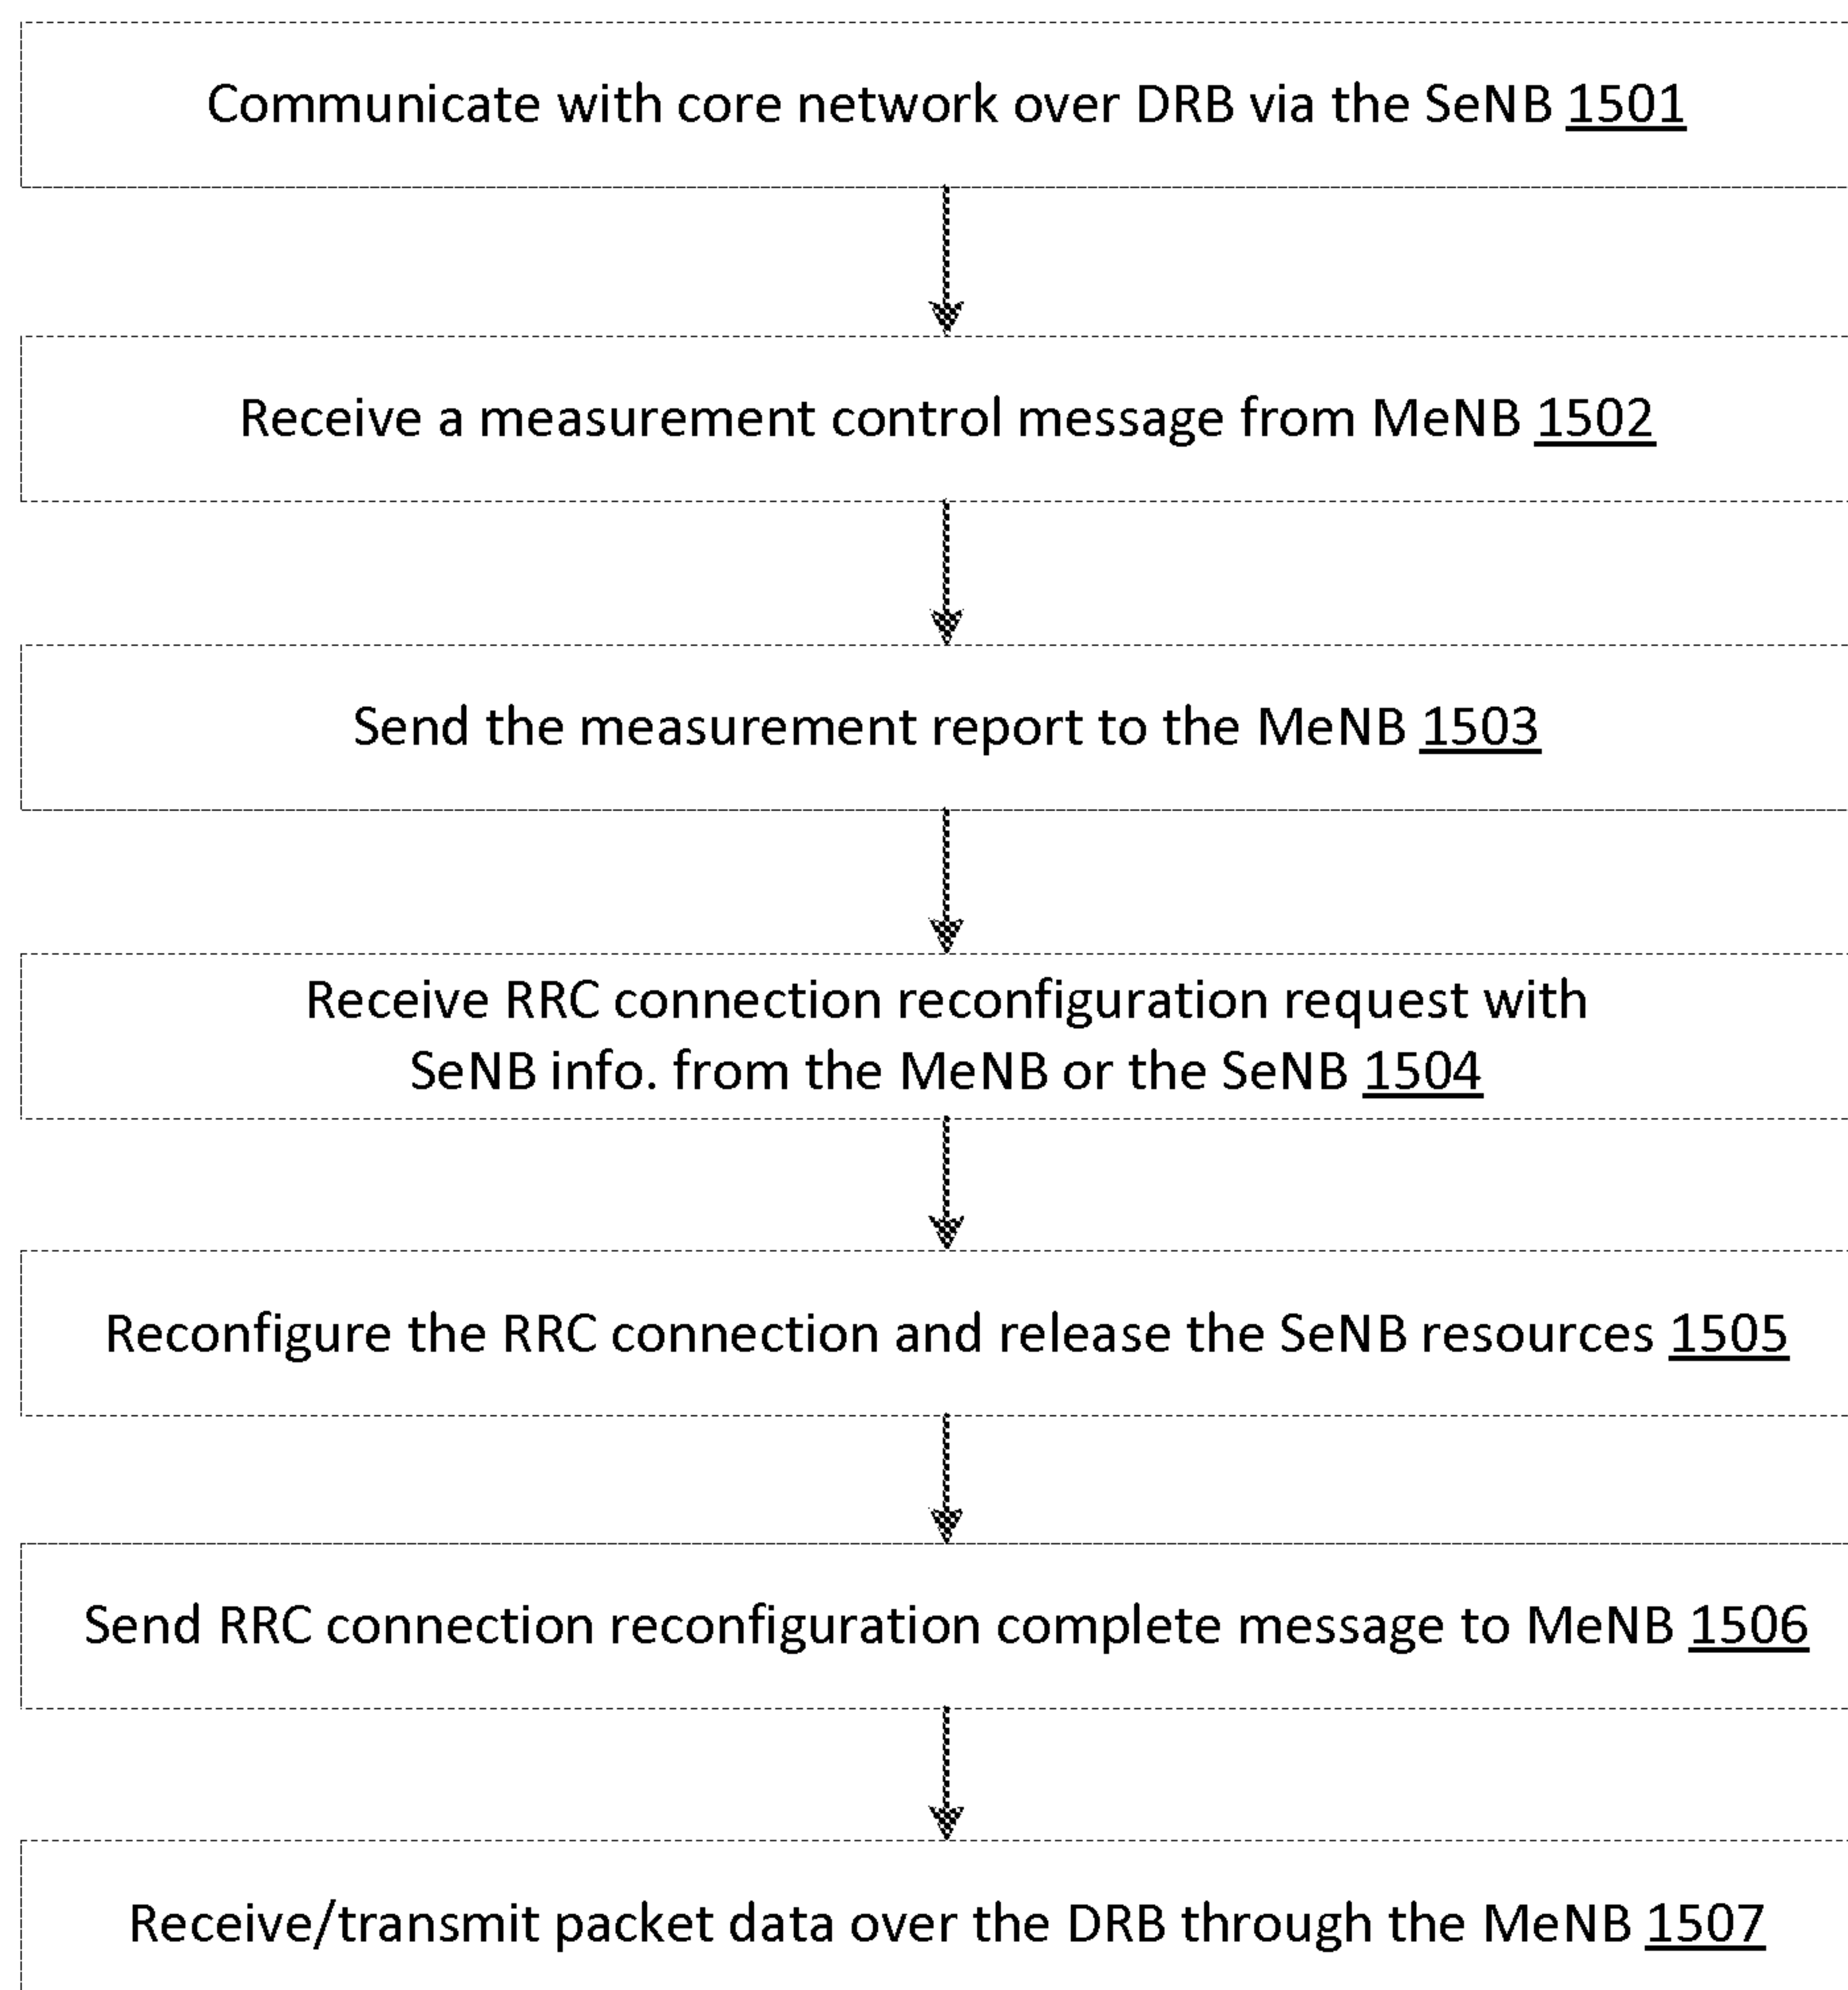 Communicate with core network over DRB via the SeNB 1501
Receive a measurement control message from MeNB 1502
Send the measurement report to the MeNB 1503
Receive RRC connection reconfiguration request with
SeNB info. from the MeNB or the SeNB 1504
Reconfigure the RRC connection and release the SeNB resources 1505
Send RRC connection reconfiguration complete message to MeNB 1506
Receive/transmit packet data over the DRB through the MeNB 1507